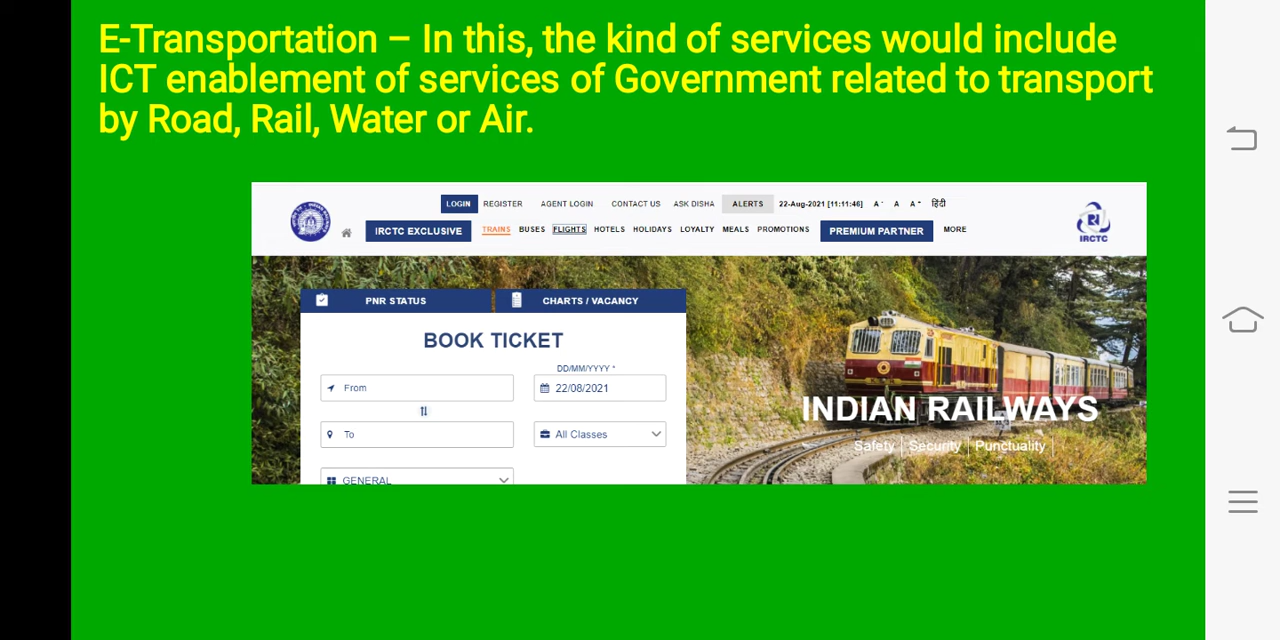 E-Transportation – In this, the kind of services would include
ICT enablement of services of Government related to transport
by Road, Rail, Water or Air.
LOGIN REGISTER AGENT LOGIN CONTACT US ASK DISHA ALERTS 22-Aug-2021 [11:11:46] A- A A+ हिंदी
IRCTC EXCLUSIVE TRAINS BUSES FLIGHTS HOTELS HOLIDAYS LOYALTY MEALS PROMOTIONS PREMIUM PARTNER MORE
IRCTC
PNR STATUS CHARTS / VACANCY
BOOK TICKET
DD/MM/YYYY *
From 22/08/2021
To All Classes
GENERAL
INDIAN RAILWAYS
Safety | Security | Punctuality |